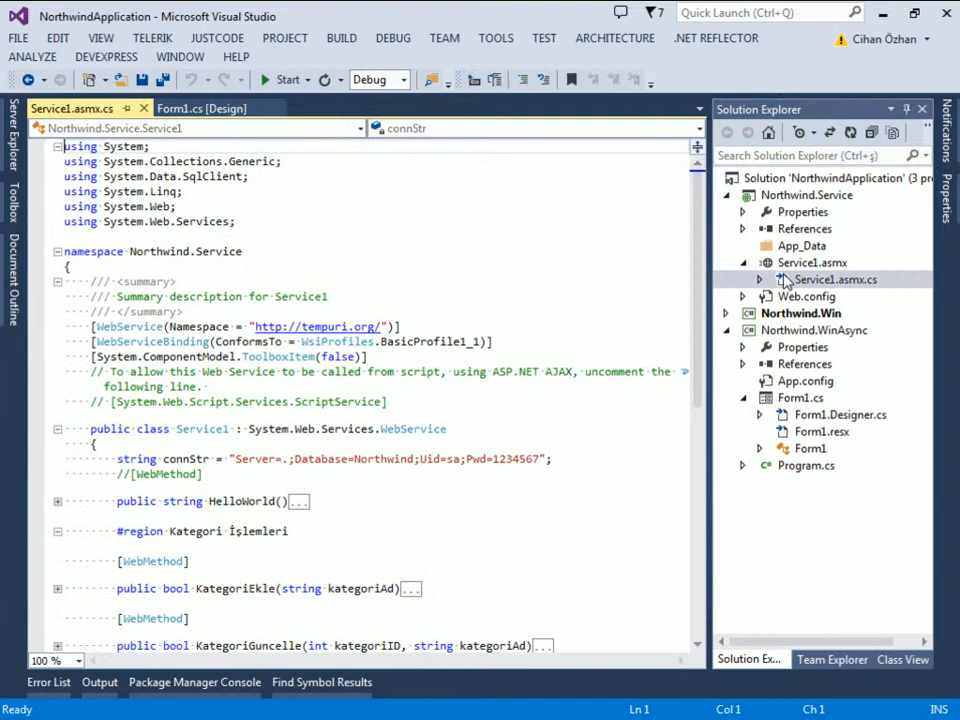 NorthwindApplication - Microsoft Visual Studio
7
Quick Launch (Ctrl+Q)
FILE EDIT VIEW TELERIK JUSTCODE PROJECT BUILD DEBUG TEAM TOOLS TEST ARCHITECTURE .NET REFLECTOR
Cihan Özhan
ANALYZE DEVEXPRESS WINDOW HELP
Start
Debug
Server Explorer
Toolbox
Document Outline
Service1.asmx.cs
Form1.cs [Design]
Northwind.Service.Service1
connStr
using System;
using System.Collections.Generic;
using System.Data.SqlClient;
using System.Linq;
using System.Web;
using System.Web.Services;
namespace Northwind.Service
{
/// <summary>
/// Summary description for Service1
[WebService(Namespace = "http://tempuri.org/")]
[WebServiceBinding(ConformsTo = WsiProfiles.BasicProfile1_1)]
[System.ComponentModel.ToolboxItem(false)]
// To allow this Web Service to be called from script, using ASP.NET AJAX, uncomment the
following line.
// [System.Web.Script.Services.ScriptService]
public class Service1 : System.Web.Services.WebService
{
string connStr = "Server=.;Database=Northwind;Uid=sa;Pwd=1234567";
//[WebMethod]
public string HelloWorld()...
#region Kategori İşlemleri
[WebMethod]
public bool KategoriEkle(string kategoriAd)...
[WebMethod]
public bool KategoriGuncelle(int kategoriID, string kategoriAd)...
100 %
Solution Explorer
Search Solution Explorer (Ctrl+ş)
Solution 'NorthwindApplication' (3 pr
Northwind.Service
Properties
References
App_Data
Service1.asmx
Service1.asmx.cs
Web.config
Northwind.Win
Northwind.WinAsync
Properties
References
App.config
Form1.cs
Form1.Designer.cs
Form1.resx
Form1
Program.cs
Solution Ex...
Team Explorer
Class View
Notifications
Properties
Error List Output Package Manager Console Find Symbol Results
Ready
Ln 1
Col 1
Ch 1
INS